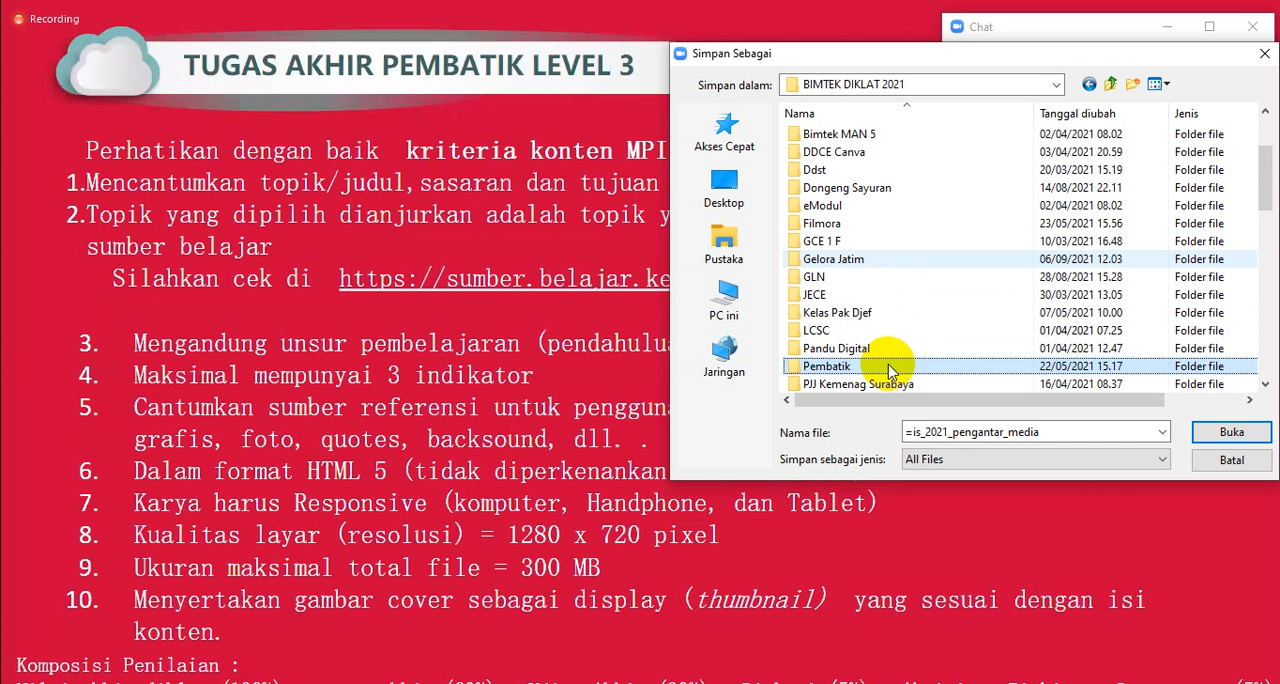 Recording
TUGAS AKHIR PEMBATIK LEVEL 3
Perhatikan dengan baik kriteria konten MPI
1.Mencantumkan topik/judul,sasaran dan tujuan
2.Topik yang dipilih dianjurkan adalah topik y
sumber belajar
Silahkan cek di https://sumber.belajar.ke
3. Mengandung unsur pembelajaran (pendahulua
4. Maksimal mempunyai 3 indikator
5. Cantumkan sumber referensi untuk pengguna
grafis, foto, quotes, backsound, dll. .
6. Dalam format HTML 5 (tidak diperkenankan
7. Karya harus Responsive (komputer, Handphone, dan Tablet)
8. Kualitas layar (resolusi) = 1280 x 720 pixel
9. Ukuran maksimal total file = 300 MB
10. Menyertakan gambar cover sebagai display (thumbnail) yang sesuai dengan isi
konten.
Komposisi Penilaian :
Chat
Simpan Sebagai
Simpan dalam: BIMTEK DIKLAT 2021
Akses Cepat
Desktop
Pustaka
PC ini
Jaringan
Nama Tanggal diubah Jenis
Bimtek MAN 5 02/04/2021 08.02 Folder file
DDCE Canva 03/04/2021 20.59 Folder file
Ddst 20/03/2021 15.19 Folder file
Dongeng Sayuran 14/08/2021 22.11 Folder file
eModul 02/04/2021 08.02 Folder file
Filmora 23/05/2021 15.56 Folder file
GCE 1 F 10/03/2021 16.48 Folder file
Gelora Jatim 06/09/2021 12.03 Folder file
GLN 28/08/2021 15.28 Folder file
JECE 30/03/2021 13.05 Folder file
Kelas Pak Djef 07/05/2021 10.00 Folder file
LCSC 01/04/2021 07.25 Folder file
Pandu Digital 01/04/2021 12.47 Folder file
Pembatik 22/05/2021 15.17 Folder file
PJJ Kemenag Surabaya 16/04/2021 08.37 Folder file
Nama file: =is_2021_pengantar_media Buka
Simpan sebagai jenis: All Files Batal